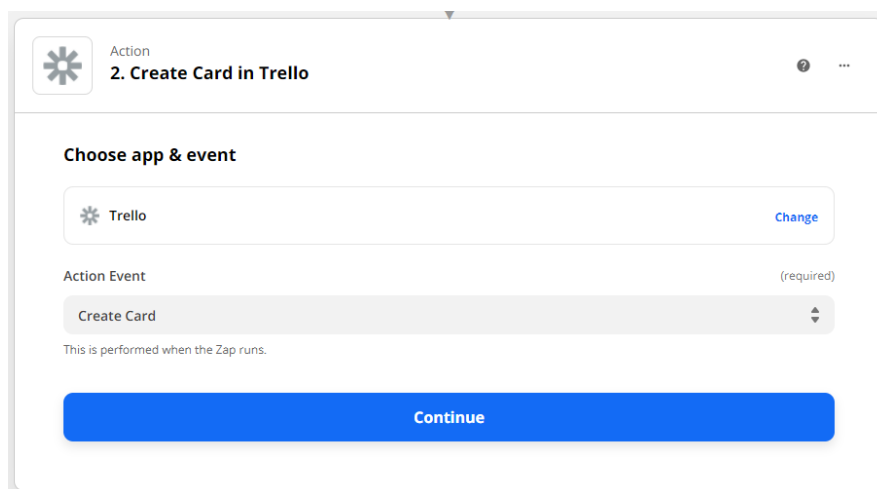 Action
2. Create Card in Trello
Choose app & event
Trello
Change
Action Event
(required)
Create Card
This is performed when the Zap runs.
Continue